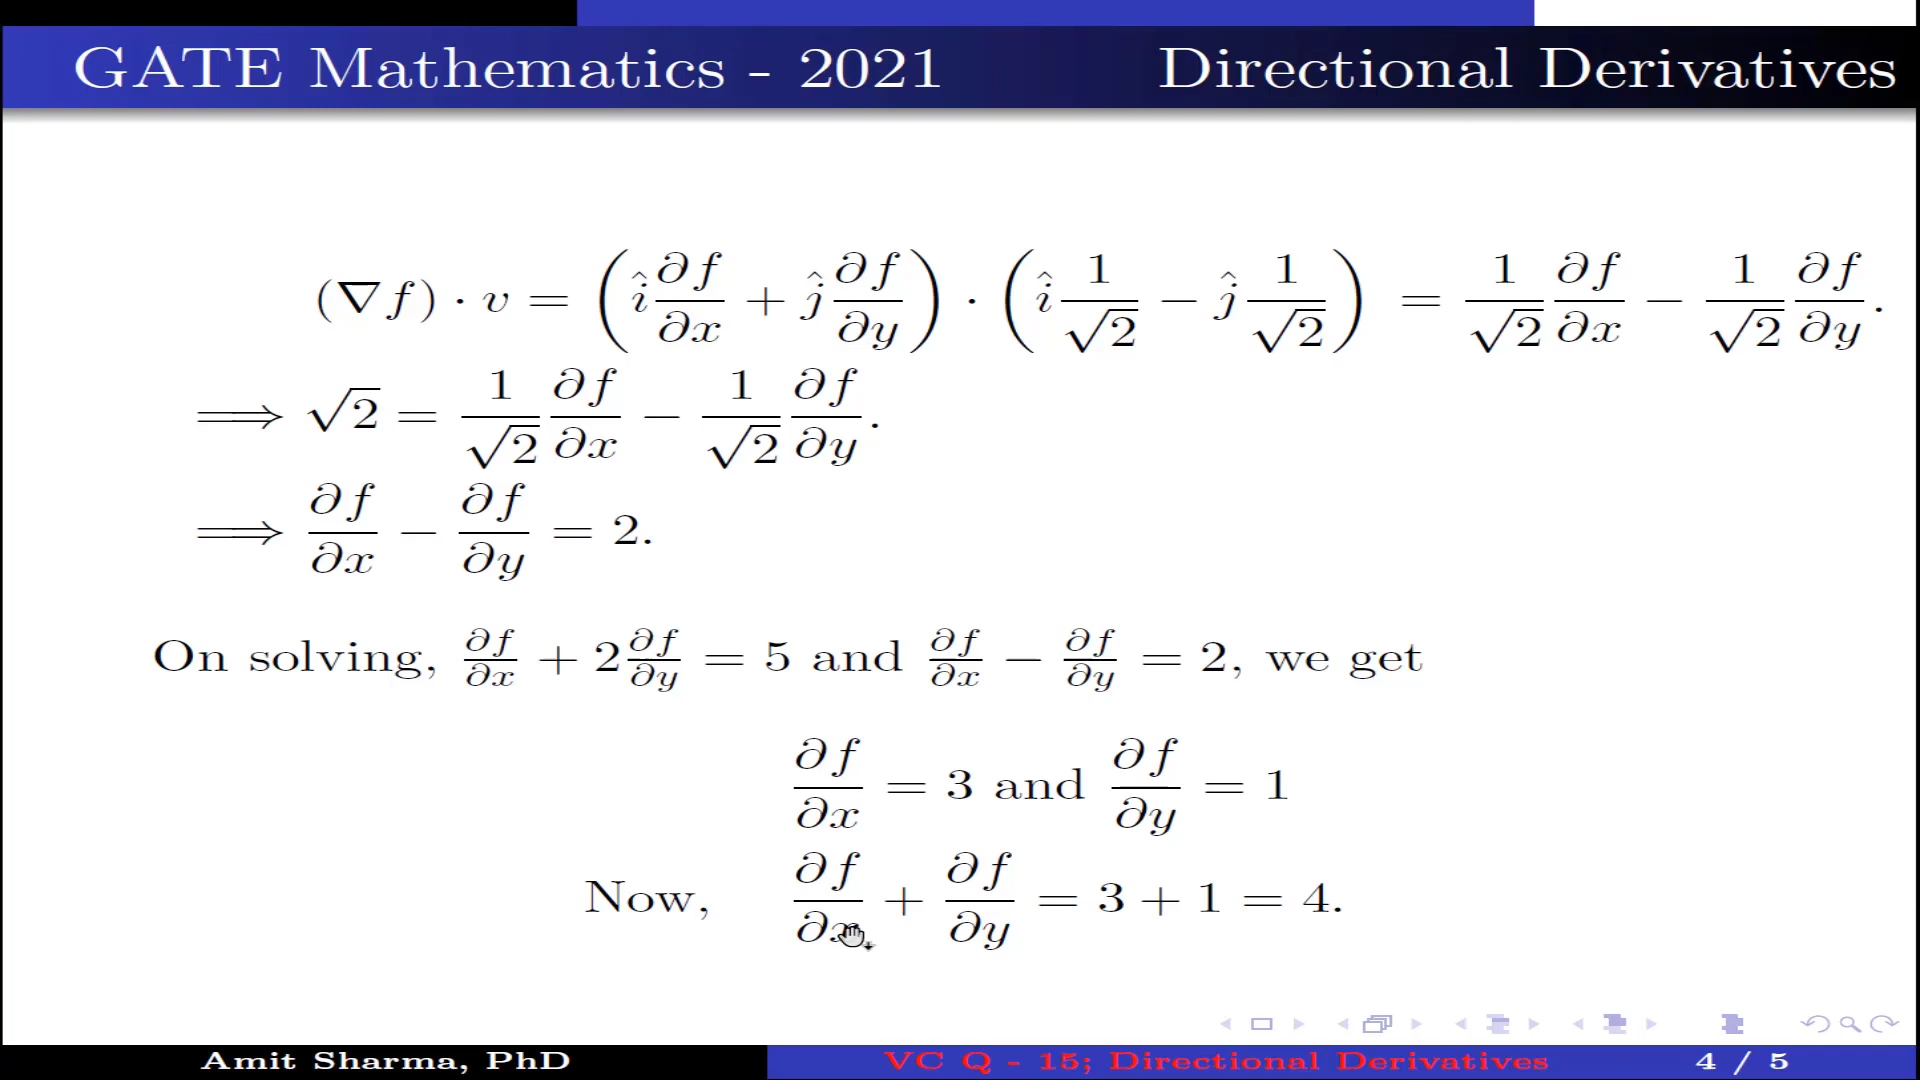 GATE Mathematics - 2021 Directional Derivatives
(∇f) · v = (î ∂f/∂x + ĵ ∂f/∂y) · (î 1/√2 − ĵ 1/√2) = 1/√2 ∂f/∂x − 1/√2 ∂f/∂y.
⟹ √2 = 1/√2 ∂f/∂x − 1/√2 ∂f/∂y.
⟹ ∂f/∂x − ∂f/∂y = 2.
On solving, ∂f/∂x + 2 ∂f/∂y = 5 and ∂f/∂x − ∂f/∂y = 2, we get
∂f/∂x = 3 and ∂f/∂y = 1
Now, ∂f/∂x + ∂f/∂y = 3 + 1 = 4.
Amit Sharma, PhD VC Q - 15; Directional Derivatives 4 / 5